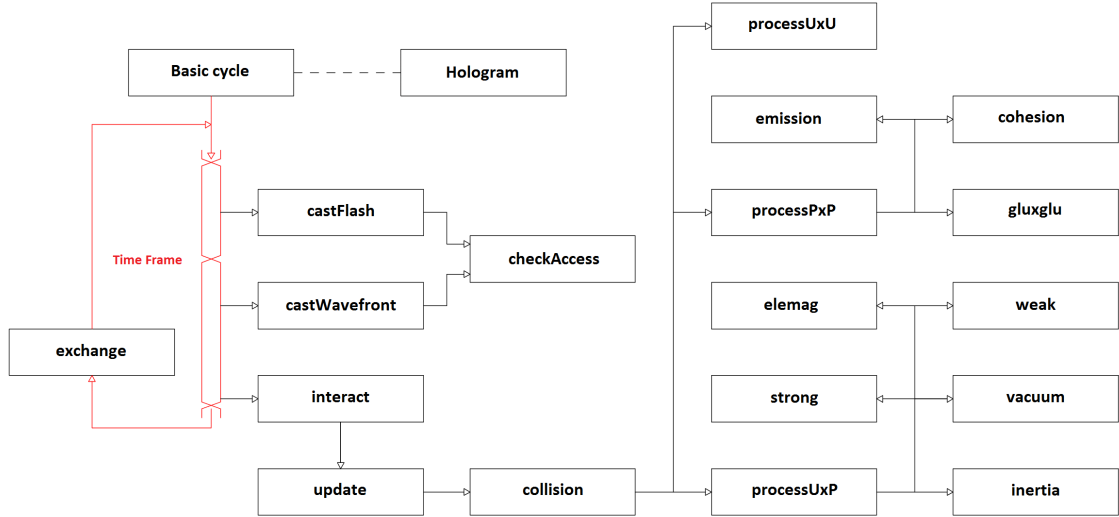 processUxU
Basic cycle
Hologram
emission
cohesion
castFlash
processPxP
gluxglu
Time Frame
checkAccess
castWavefront
elemag
weak
exchange
interact
strong
vacuum
update
collision
processUxP
inertia